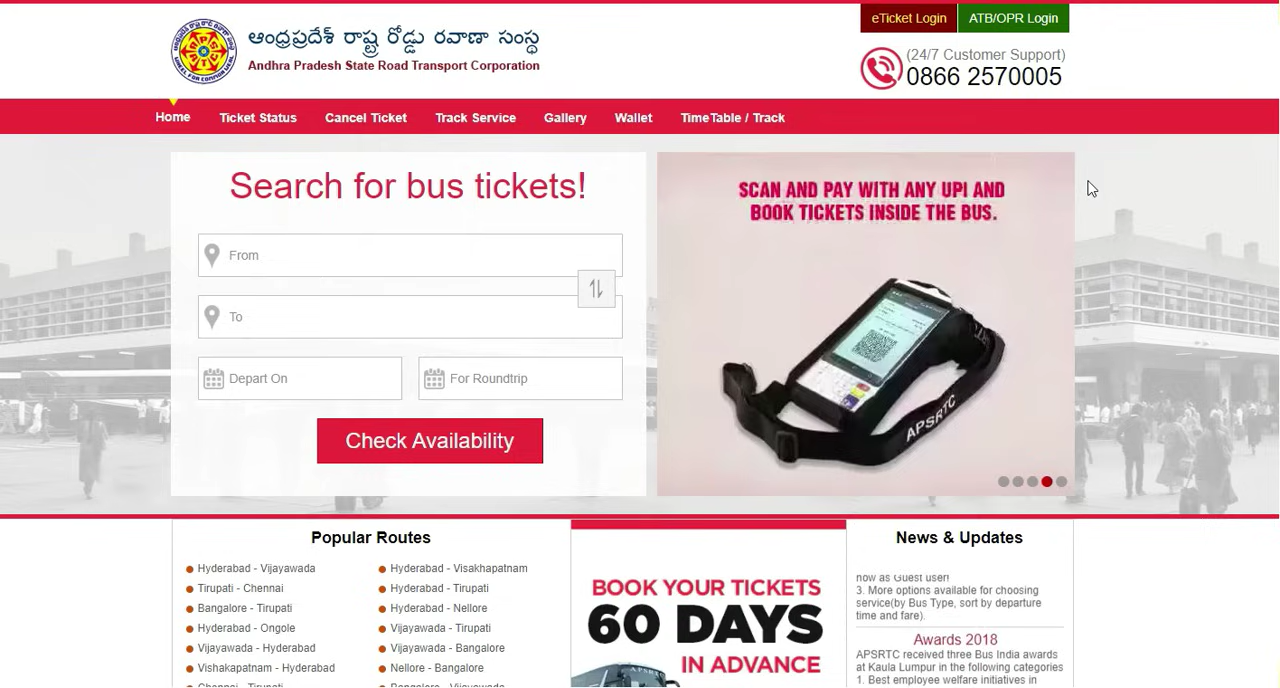 eTicket Login
ATB/OPR Login
ఆంధ్రప్రదేశ్ రాష్ట్ర రోడ్డు రవాణా సంస్థ
Andhra Pradesh State Road Transport Corporation
(24/7 Customer Support)
0866 2570005
Home
Ticket Status
Cancel Ticket
Track Service
Gallery
Wallet
TimeTable / Track
Search for bus tickets!
From
To
Depart On
For Roundtrip
Check Availability
SCAN AND PAY WITH ANY UPI AND
BOOK TICKETS INSIDE THE BUS.
APSRTC
Popular Routes
Hyderabad - Vijayawada
Tirupati - Chennai
Bangalore - Tirupati
Hyderabad - Ongole
Vijayawada - Hyderabad
Vishakapatnam - Hyderabad
Chennai - Tirupati
Hyderabad - Visakhapatnam
Hyderabad - Tirupati
Hyderabad - Nellore
Vijayawada - Tirupati
Vijayawada - Bangalore
Nellore - Bangalore
Bangalore - Vijayawada
BOOK YOUR TICKETS
60 DAYS
IN ADVANCE
APSRTC
News & Updates
now as Guest user!
3. More options available for choosing
service(by Bus Type, sort by departure
time and fare).
Awards 2018
APSRTC received three Bus India awards
at Kaula Lumpur in the following categories
1. Best employee welfare initiatives in